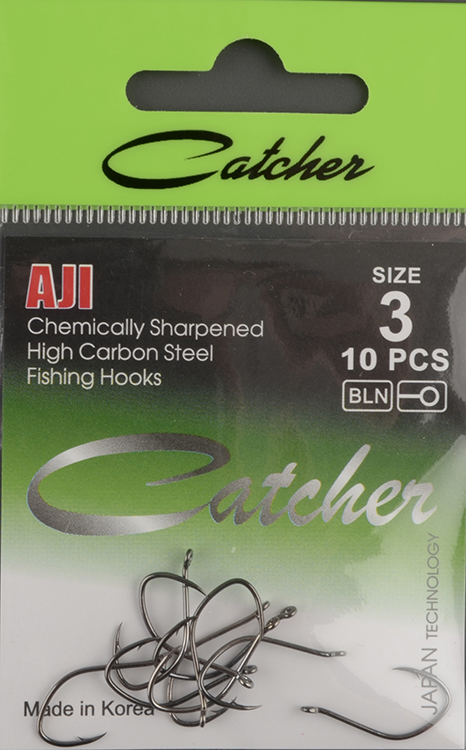 Catcher
AJI
Chemically Sharpened
High Carbon Steel
Fishing Hooks
SIZE
3
10 PCS
BLN
Catcher
JAPAN TECHNOLOGY
Made in Korea